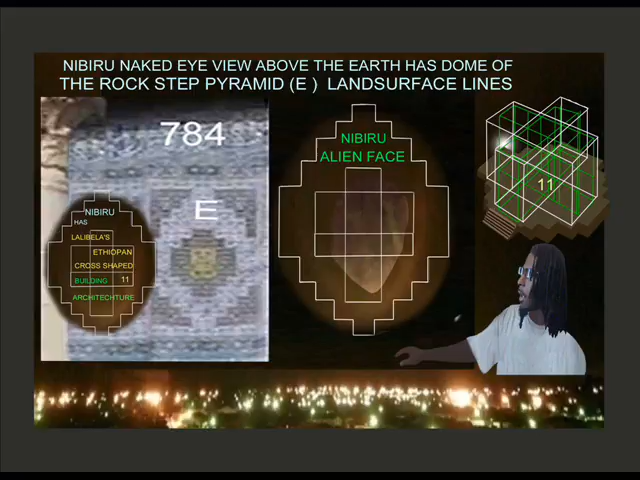 NIBIRU NAKED EYE VIEW ABOVE THE EARTH HAS DOME OF
THE ROCK STEP PYRAMID (E ) LANDSURFACE LINES
784
E
NIBIRU
HAS
LALIBELA'S
ETHIOPAN
CROSS SHAPED
BUILDING 11
ARCHITECHTURE
NIBIRU
ALIEN FACE
11